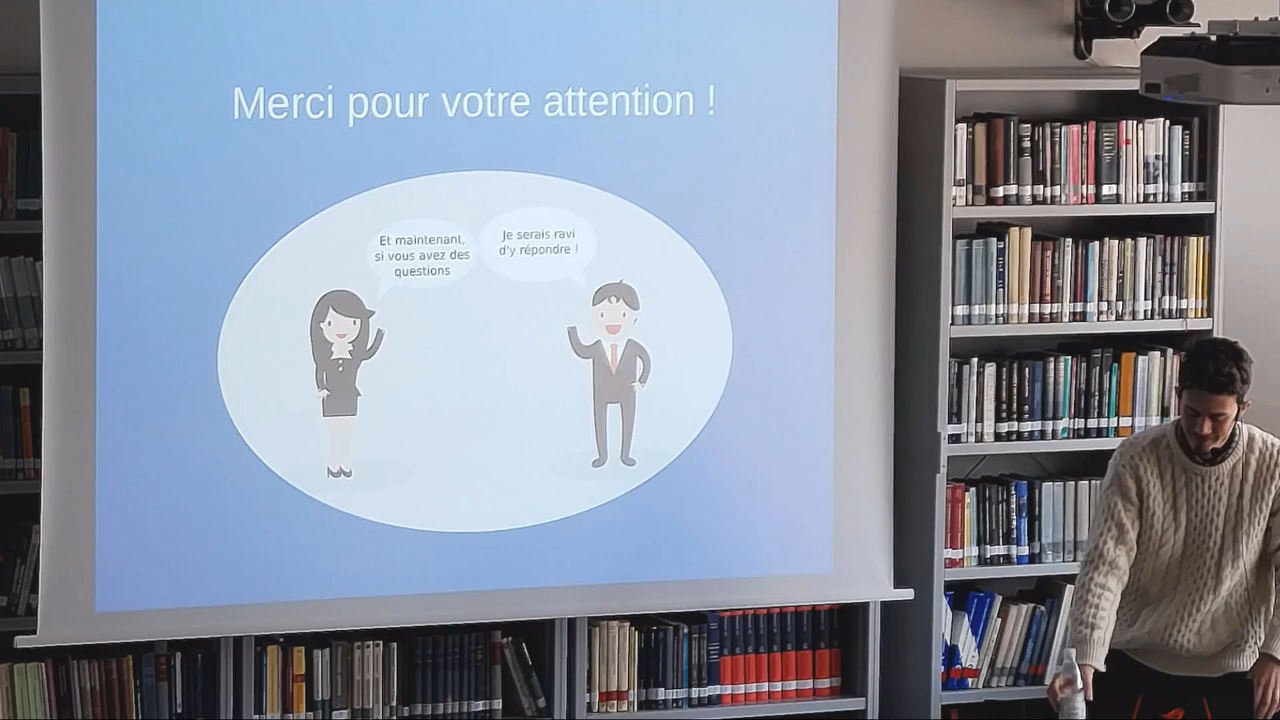 Merci pour votre attention !
Et maintenant,
si vous avez des
questions
Je serais ravi
d'y répondre !